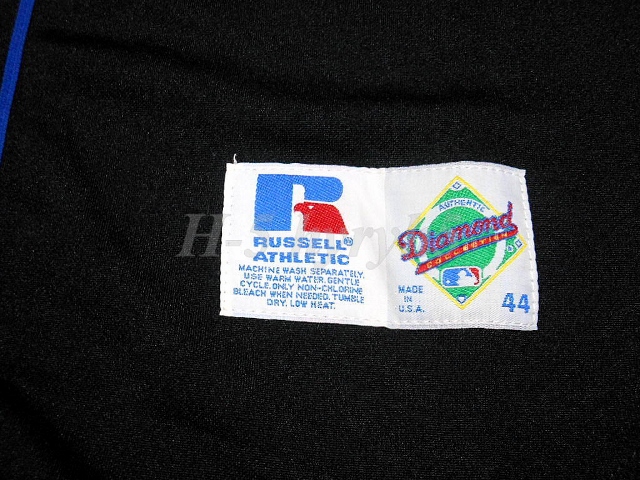 R
RUSSELL®
ATHLETIC
MACHINE WASH SEPARATELY.
USE WARM WATER. GENTLE
CYCLE. ONLY NON-CHLORINE
BLEACH WHEN NEEDED. TUMBLE
DRY. LOW HEAT.
AUTHENTIC
Diamond
COLLECTION
MADE
IN
U.S.A.
44